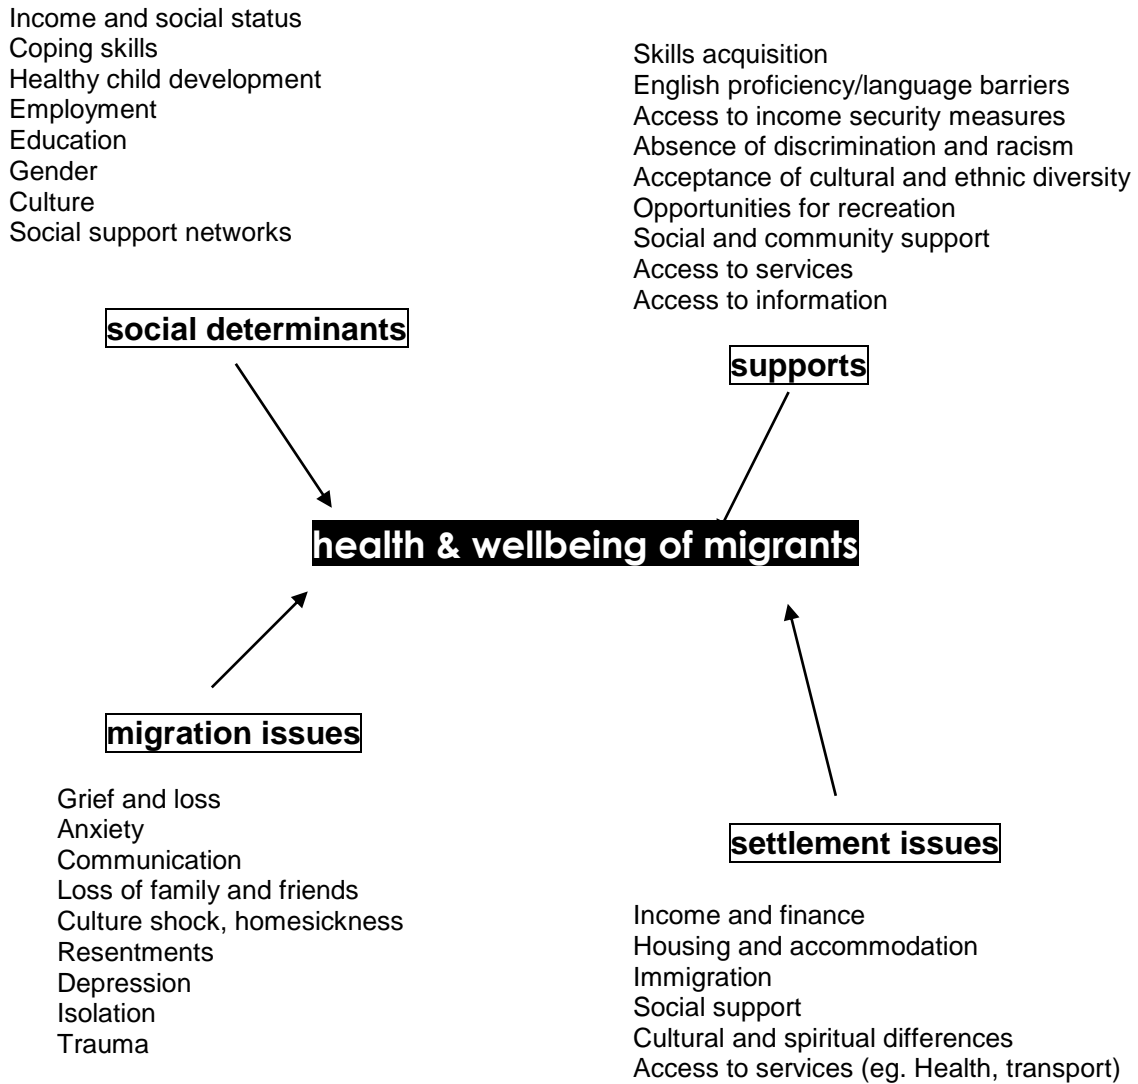 Income and social status
Coping skills
Healthy child development
Employment
Education
Gender
Culture
Social support networks
social determinants
Skills acquisition
English proficiency/language barriers
Access to income security measures
Absence of discrimination and racism
Acceptance of cultural and ethnic diversity
Opportunities for recreation
Social and community support
Access to services
Access to information
supports
health & wellbeing of migrants
migration issues
Grief and loss
Anxiety
Communication
Loss of family and friends
Culture shock, homesickness
Resentments
Depression
Isolation
Trauma
settlement issues
Income and finance
Housing and accommodation
Immigration
Social support
Cultural and spiritual differences
Access to services (eg. Health, transport)